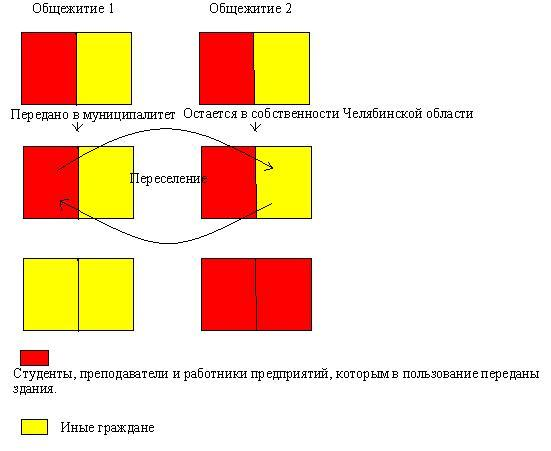 Общежитие 1
Общежитие 2
Передано в муниципалитет
Остается в собственности Челябинской области
Переселение
Студенты, преподаватели и работники предприятий, которым в пользование переданы
здания.
Иные граждане